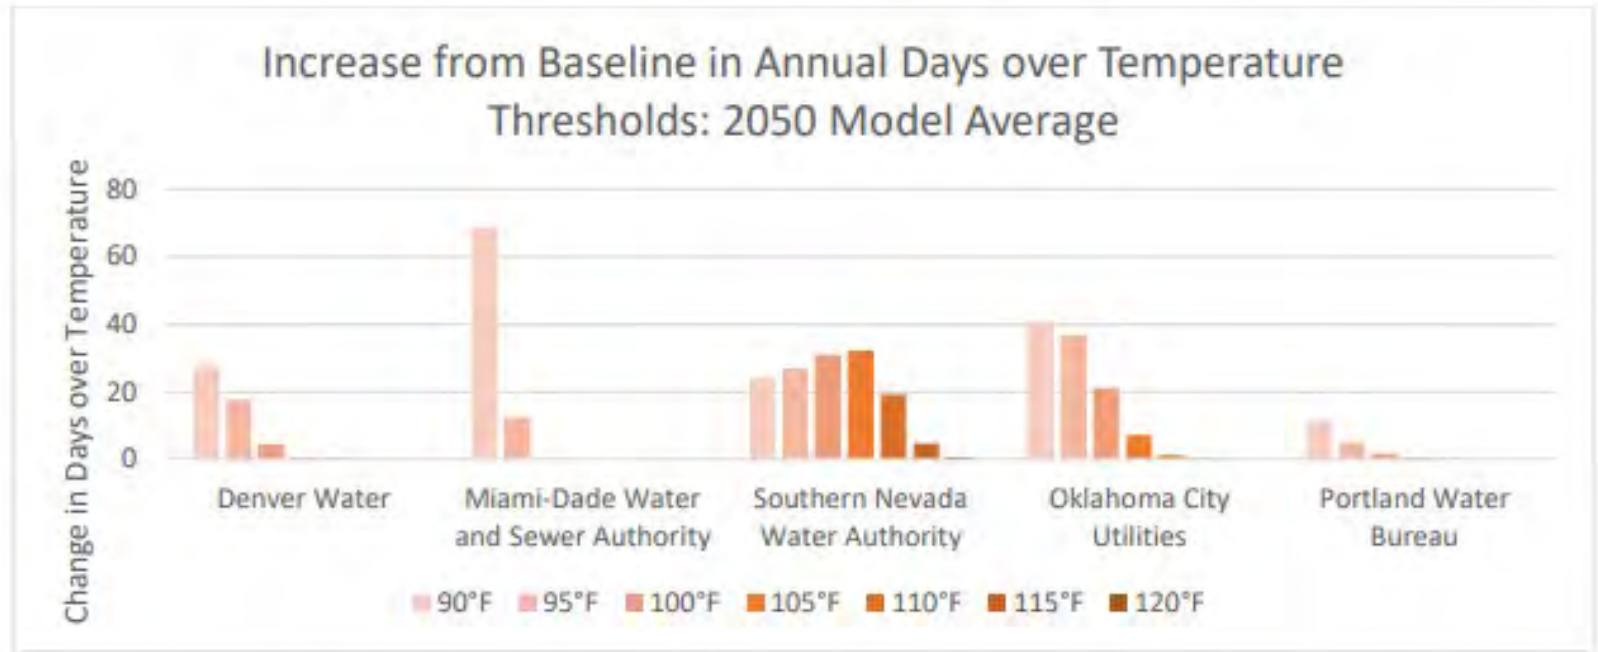 Increase from Baseline in Annual Days over Temperature
Thresholds: 2050 Model Average
Change in Days over Temperature
80
60
40
20
0
Denver Water
Miami-Dade Water
and Sewer Authority
Southern Nevada
Water Authority
Oklahoma City
Utilities
Portland Water
Bureau
90°F 95°F 100°F 105°F 110°F 115°F 120°F